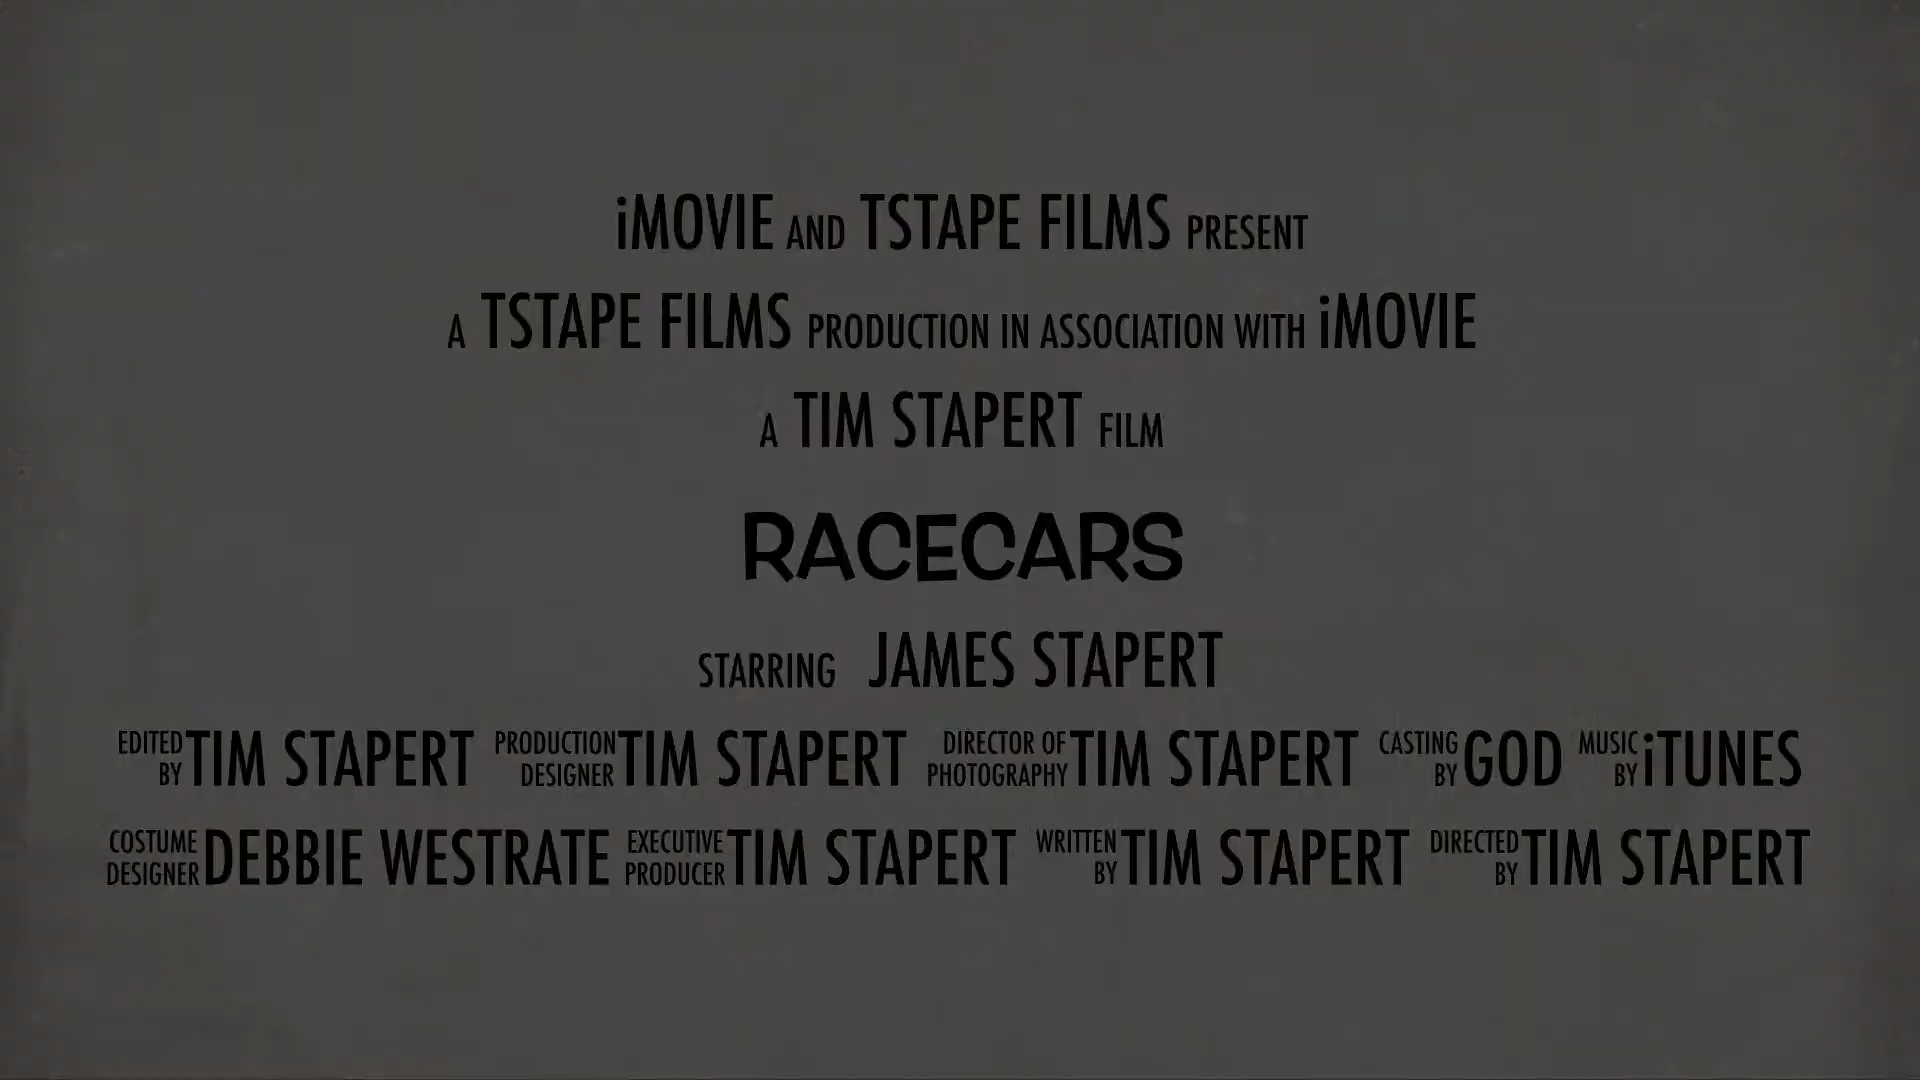 iMOVIE AND TSTAPE FILMS PRESENT
A TSTAPE FILMS PRODUCTION IN ASSOCIATION WITH iMOVIE
A TIM STAPERT FILM
RACECARS
STARRING JAMES STAPERT
EDITED BY TIM STAPERT PRODUCTION DESIGNER TIM STAPERT DIRECTOR OF PHOTOGRAPHY TIM STAPERT CASTING BY GOD MUSIC BY iTUNES
COSTUME DESIGNER DEBBIE WESTRATE EXECUTIVE PRODUCER TIM STAPERT WRITTEN BY TIM STAPERT DIRECTED BY TIM STAPERT